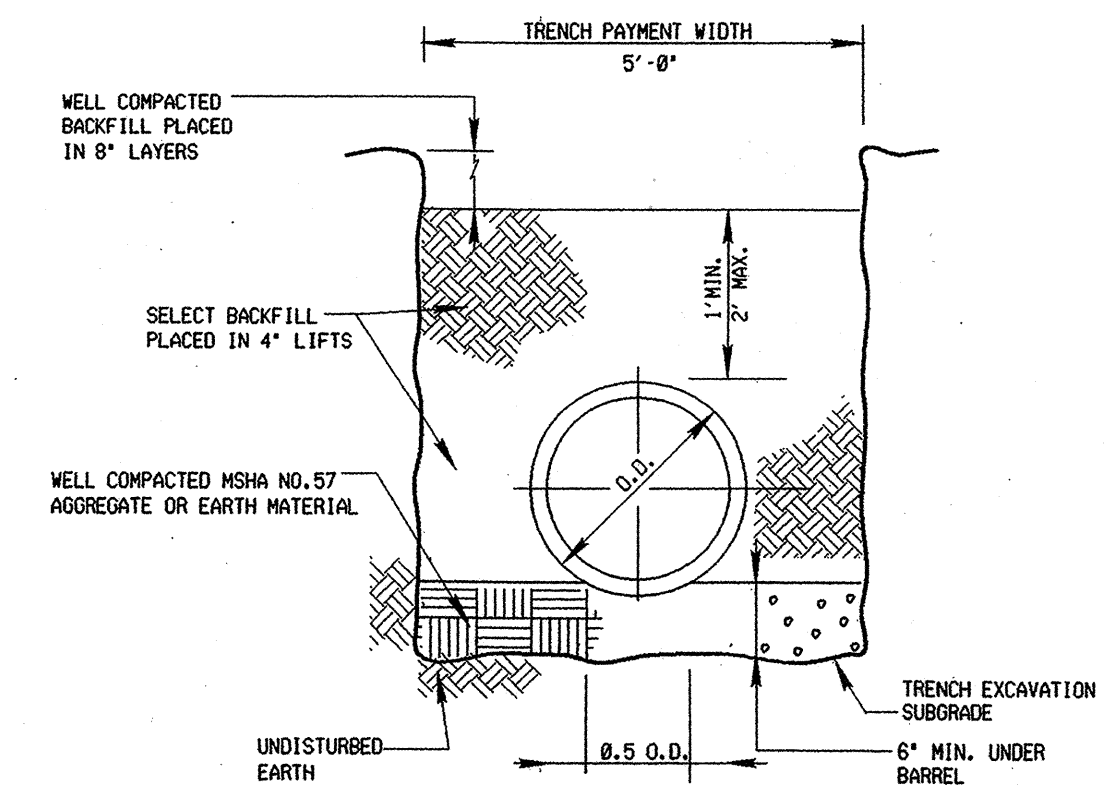 TRENCH PAYMENT WIDTH
5'-0"
WELL COMPACTED
BACKFILL PLACED
IN 8" LAYERS
1' MIN.
2' MAX.
SELECT BACKFILL
PLACED IN 4" LIFTS
O.D.
WELL COMPACTED MSHA NO.57
AGGREGATE OR EARTH MATERIAL
TRENCH EXCAVATION
SUBGRADE
UNDISTURBED
EARTH
0.5 O.D.
6" MIN. UNDER
BARREL